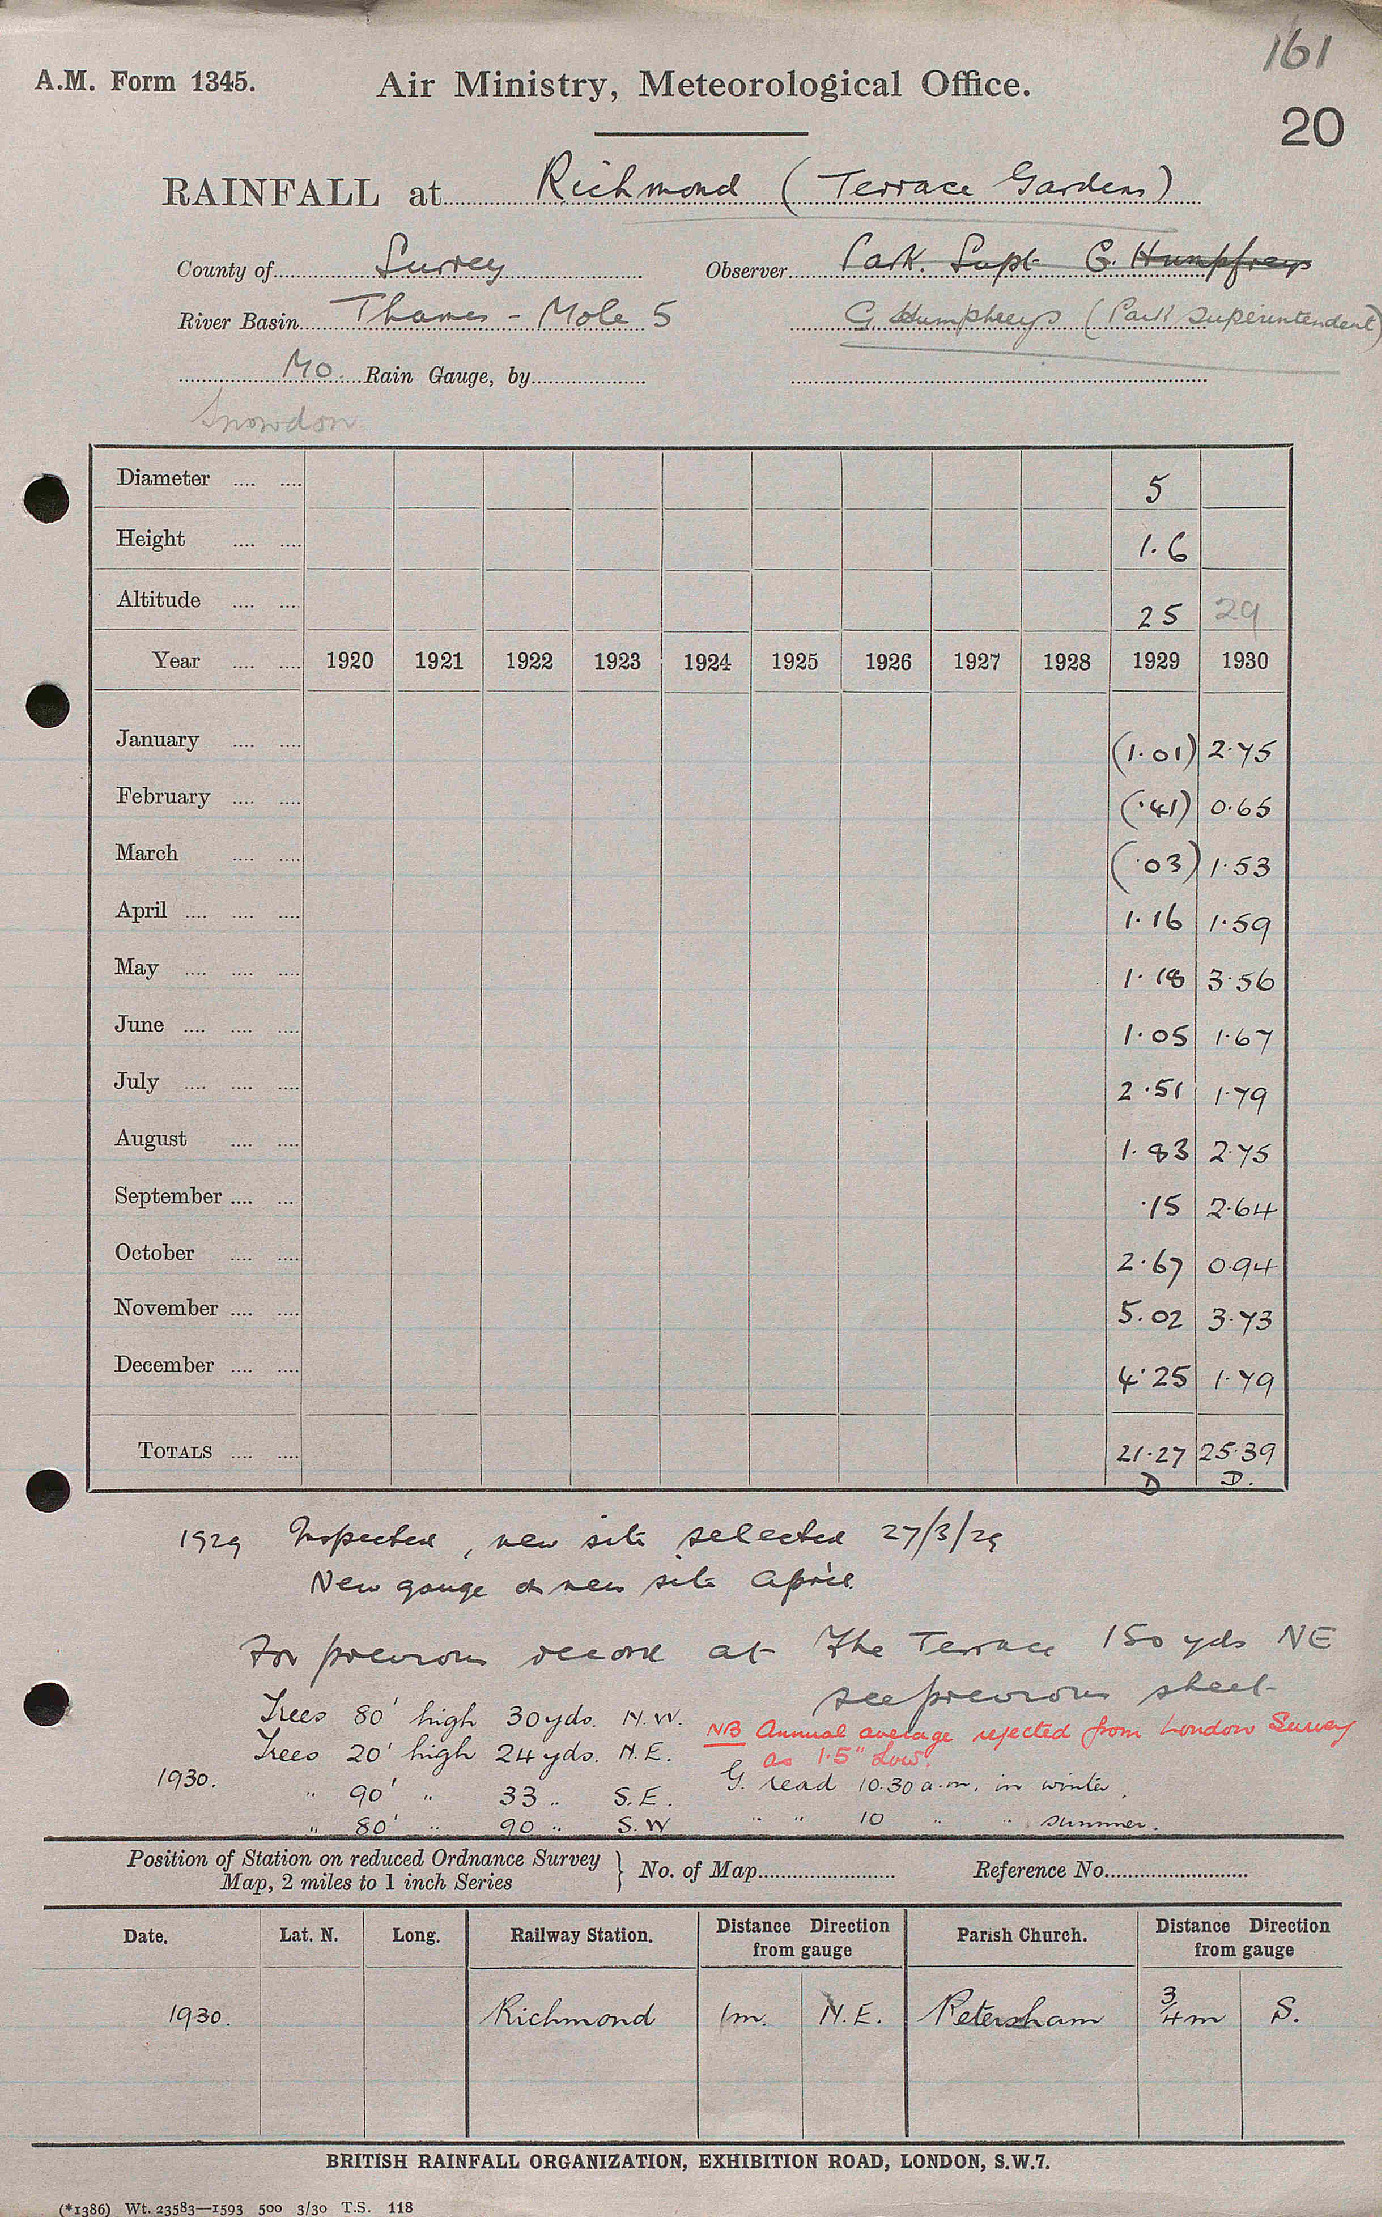 161
A.M. Form 1345. Air Ministry, Meteorological Office.
20
RAINFALL at Richmond (Terrace Gardens)
County of Surrey Observer Park Supt G. Humpfreys
River Basin Thames - Mole 5 G. Humphreys (Park Superintendent)
MO. Rain Gauge, by
Snowdon
Diameter .... .... 5
Height .... .... 1.6
Altitude .... .... 25 29
Year .... .... 1920 1921 1922 1923 1924 1925 1926 1927 1928 1929 1930
January .... .... (1.01) 2.75
February .... .... (.41) 0.65
March .... .... (.03) 1.53
April .... .... .... 1.16 1.59
May .... .... .... 1.18 3.56
June .... .... .... 1.05 1.67
July .... .... .... 2.51 1.79
August .... .... 1.83 2.75
September .... .... .15 2.64
October .... .... 2.67 0.94
November .... .... 5.02 3.73
December .... .... 4.25 1.79
TOTALS .... .... 21.27 25.39
D D.
1929 Inspected, new site selected 27/3/29
New gauge on new site April
For previous record at The Terrace 150 yds NE
see previous sheet
Trees 80' high 30 yds. N.W.
NB Annual average rejected from London Survey
as 1.5" low.
Trees 20' high 24 yds. N.E.
1930. " 90' " 33 " S.E.
G. read 10.30 a.m. in winter,
" 80' " 90 " S.W
" " 10 " " summer.
Position of Station on reduced Ordnance Survey Map, 2 miles to 1 inch Series } No. of Map Reference No.
Date. Lat. N. Long. Railway Station. Distance Direction from gauge Parish Church. Distance Direction from gauge
1930. Richmond 1m. N.E. Petersham 3/4m S.
BRITISH RAINFALL ORGANIZATION, EXHIBITION ROAD, LONDON, S.W.7.
(*1386) Wt. 23583—1593 500 3/30 T.S. 118